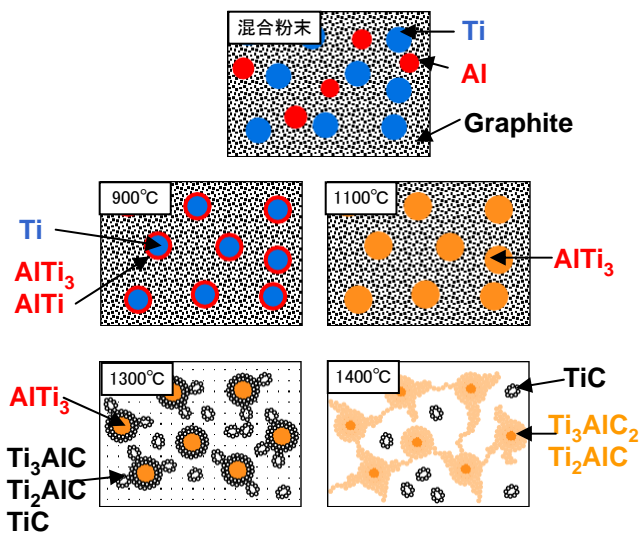 混合粉末
Ti
Al
Graphite
900℃
1100℃
Ti
AlTi₃
AlTi
AlTi₃
1300℃
1400℃
AlTi₃
Ti₃AlC
Ti₂AlC
TiC
TiC
Ti₃AlC₂
Ti₂AlC